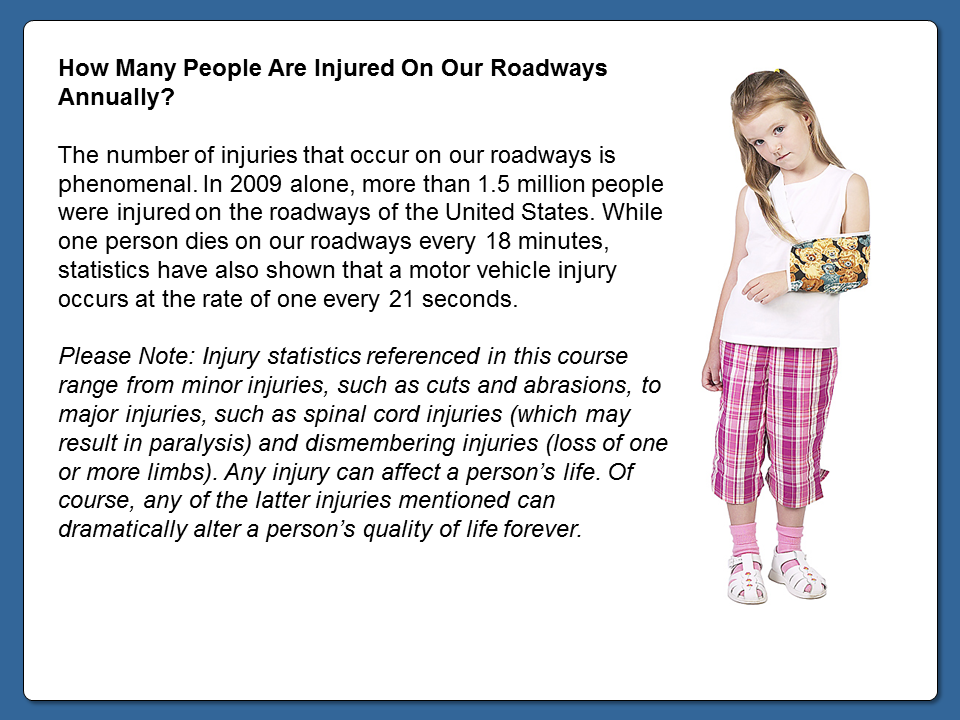 How Many People Are Injured On Our Roadways
Annually?
The number of injuries that occur on our roadways is
phenomenal. In 2009 alone, more than 1.5 million people
were injured on the roadways of the United States. While
one person dies on our roadways every 18 minutes,
statistics have also shown that a motor vehicle injury
occurs at the rate of one every 21 seconds.
Please Note: Injury statistics referenced in this course
range from minor injuries, such as cuts and abrasions, to
major injuries, such as spinal cord injuries (which may
result in paralysis) and dismembering injuries (loss of one
or more limbs). Any injury can affect a person’s life. Of
course, any of the latter injuries mentioned can
dramatically alter a person’s quality of life forever.